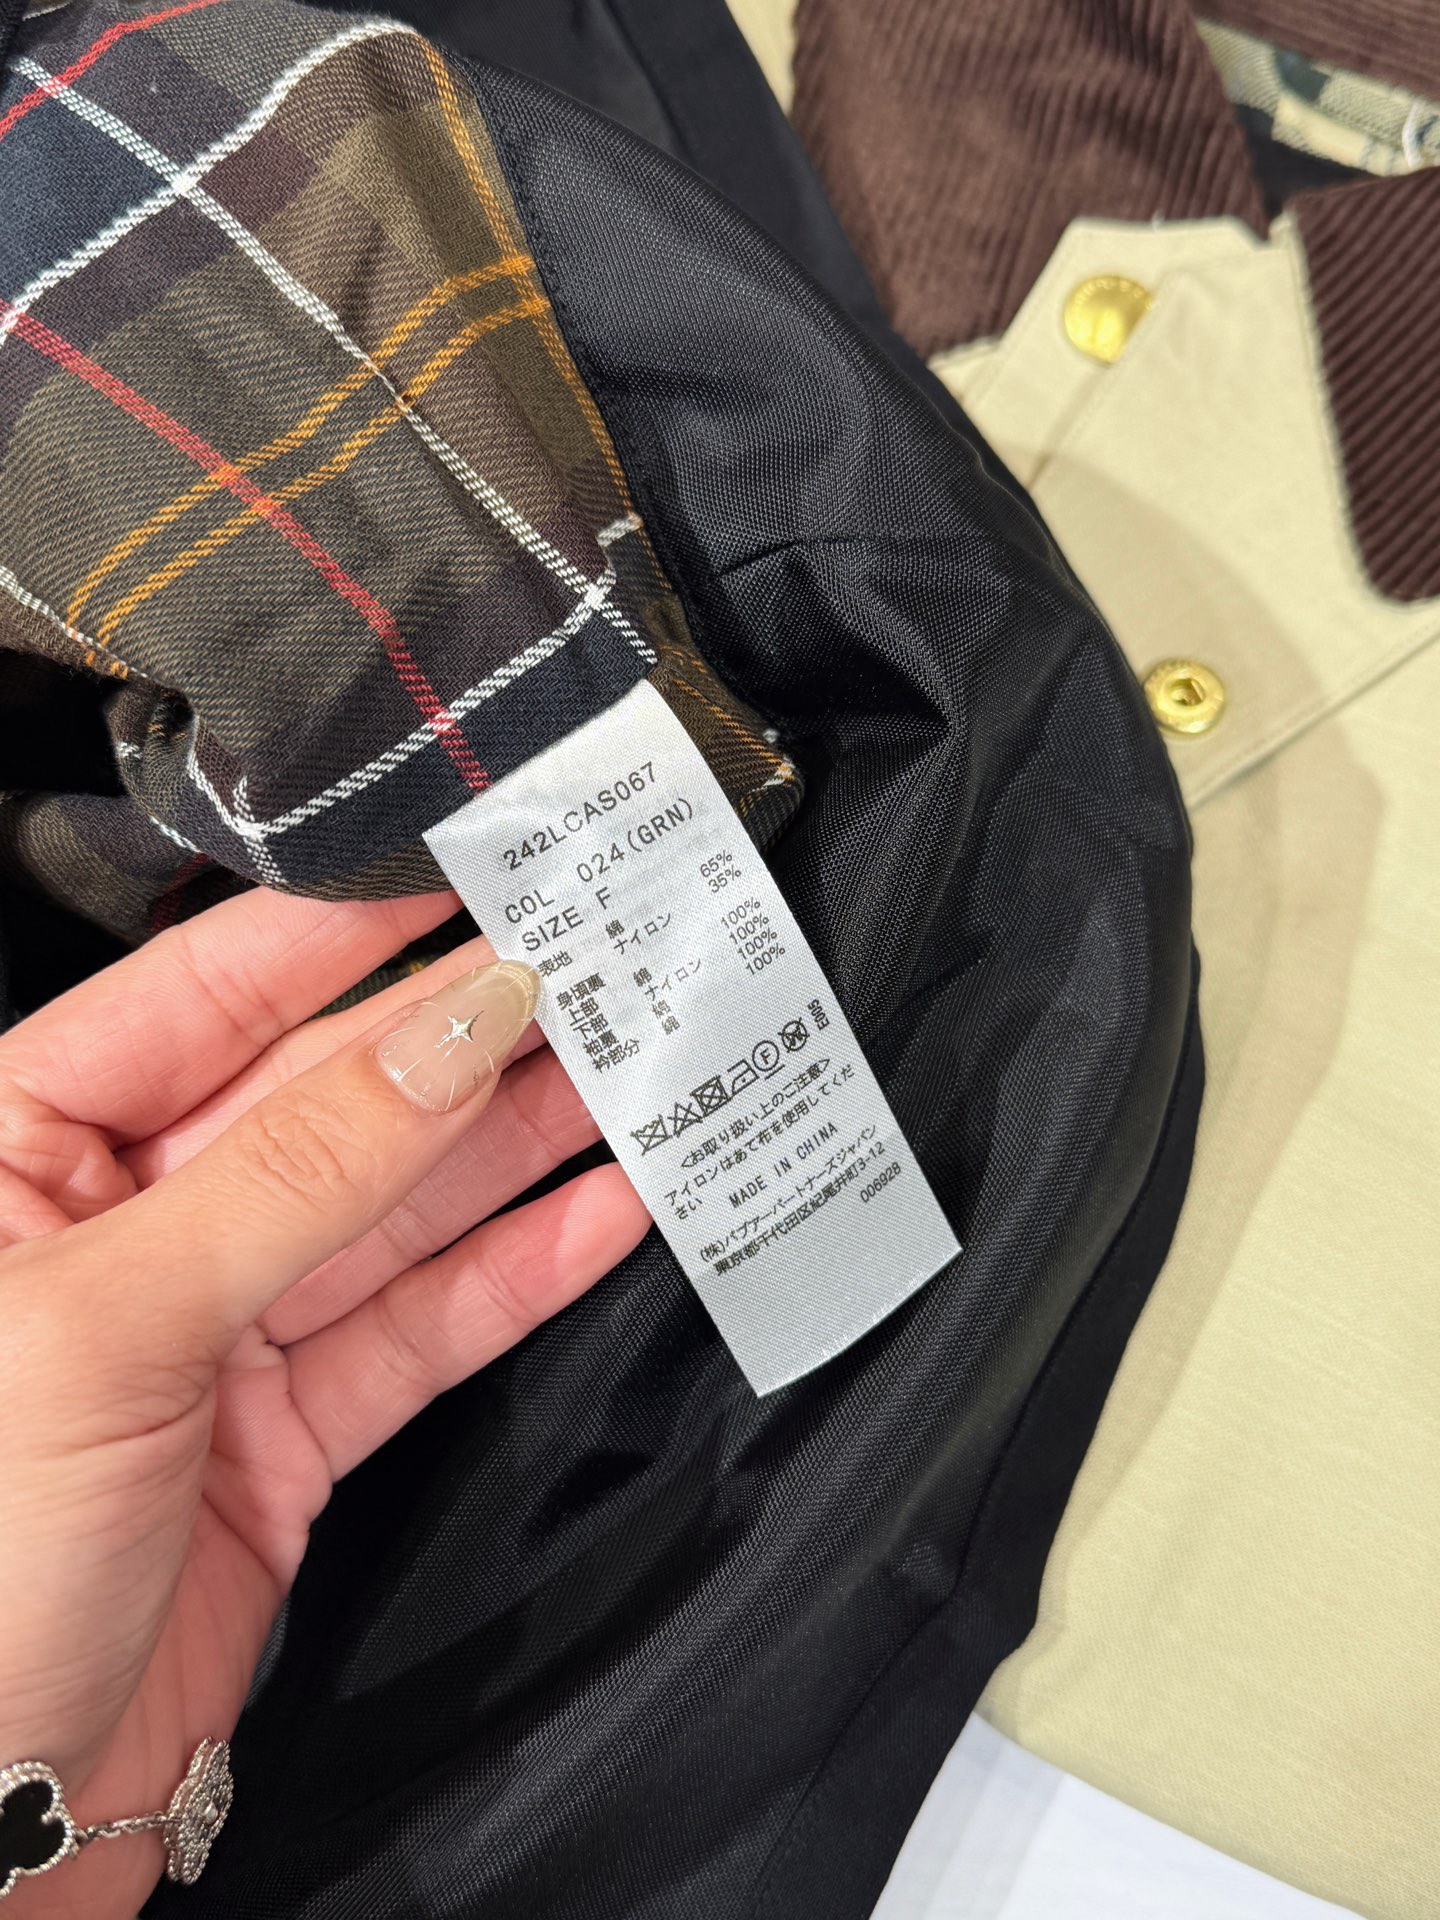 242LCAS067
COL 024(GRN)
SIZE F
表地 綿 65%
ナイロン 35%
身頃裏
上部 綿 100%
下部 ナイロン 100%
袖裏 綿 100%
衿部分 綿 100%
F
E905
<お取り扱い上のご注意>
アイロンはあて布を使用してくだ
さい
MADE IN CHINA
(株)バブアーパートナーズジャパン
東京都千代田区紀尾井町3-12
006928